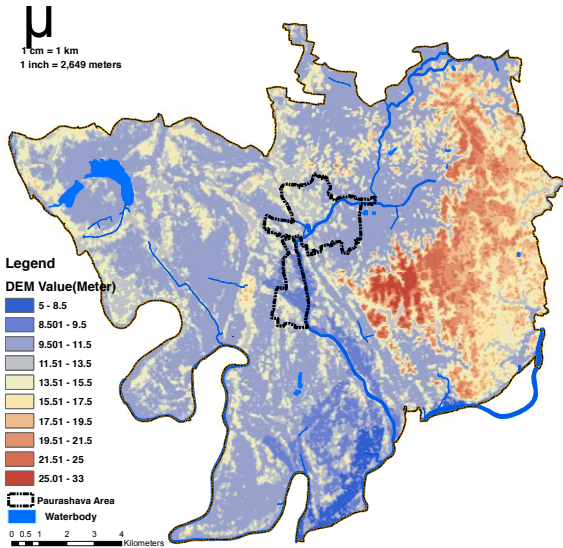 μ
1 cm = 1 km
1 inch = 2,649 meters
Legend
DEM Value(Meter)
5 - 8.5
8.501 - 9.5
9.501 - 11.5
11.51 - 13.5
13.51 - 15.5
15.51 - 17.5
17.51 - 19.5
19.51 - 21.5
21.51 - 25
25.01 - 33
Paurashava Area
Waterbody
0 0.5 1 2 3 4
Kilometers